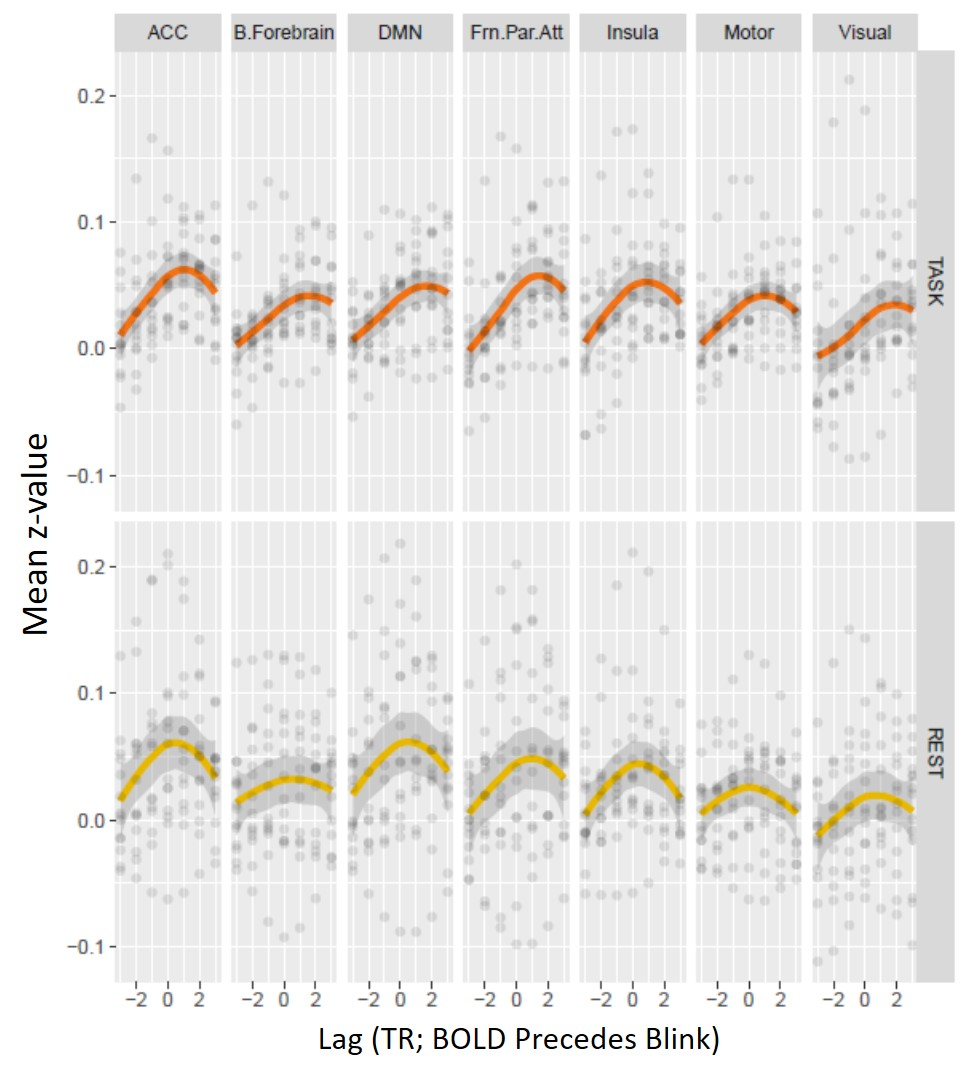 ACC B.Forebrain DMN Frn.Par.Att Insula Motor Visual
0.2
0.1
0.0
−0.1
TASK
Mean z-value
0.2
0.1
0.0
−0.1
REST
−2 0 2 −2 0 2 −2 0 2 −2 0 2 −2 0 2 −2 0 2 −2 0 2
Lag (TR; BOLD Precedes Blink)